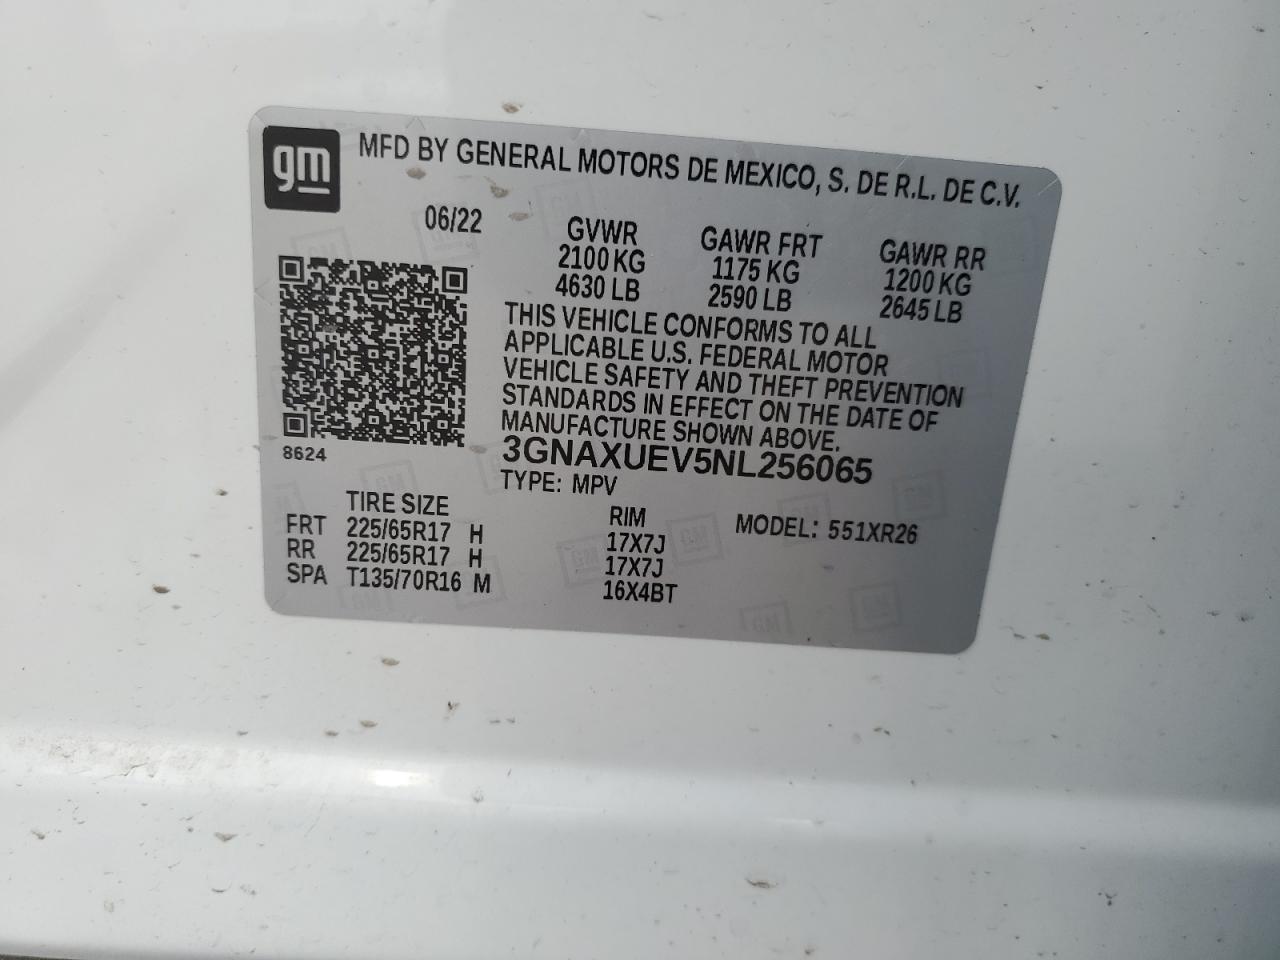 gm
MFD BY GENERAL MOTORS DE MEXICO, S. DE R.L. DE C.V.
06/22
GVWR GAWR FRT GAWR RR
2100 KG 1175 KG 1200 KG
4630 LB 2590 LB 2645 LB
THIS VEHICLE CONFORMS TO ALL
APPLICABLE U.S. FEDERAL MOTOR
VEHICLE SAFETY AND THEFT PREVENTION
STANDARDS IN EFFECT ON THE DATE OF
MANUFACTURE SHOWN ABOVE.
8624
3GNAXUEV5NL256065
TYPE: MPV
TIRE SIZE RIM MODEL: 551XR26
FRT 225/65R17 H 17X7J
RR 225/65R17 H 17X7J
SPA T135/70R16 M 16X4BT